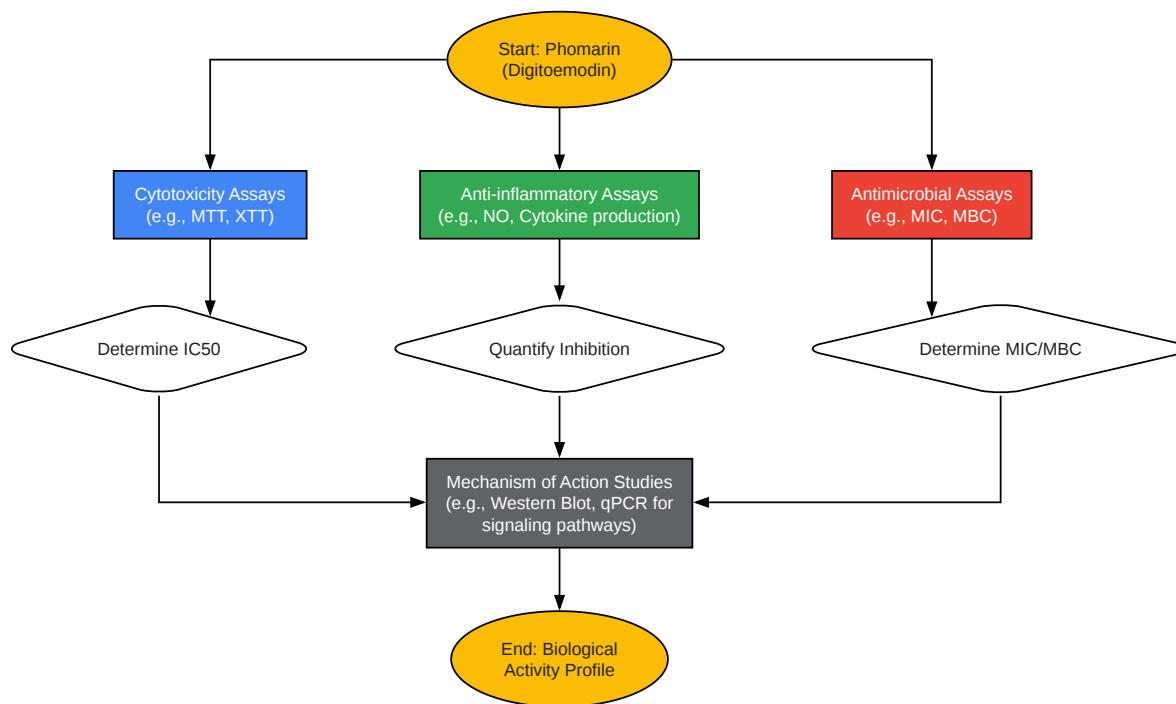 Start: Phomarin
(Digitoemodin)
Cytotoxicity Assays
(e.g., MTT, XTT)
Anti-inflammatory Assays
(e.g., NO, Cytokine production)
Antimicrobial Assays
(e.g., MIC, MBC)
Determine IC50
Quantify Inhibition
Determine MIC/MBC
Mechanism of Action Studies
(e.g., Western Blot, qPCR for
signaling pathways)
End: Biological
Activity Profile